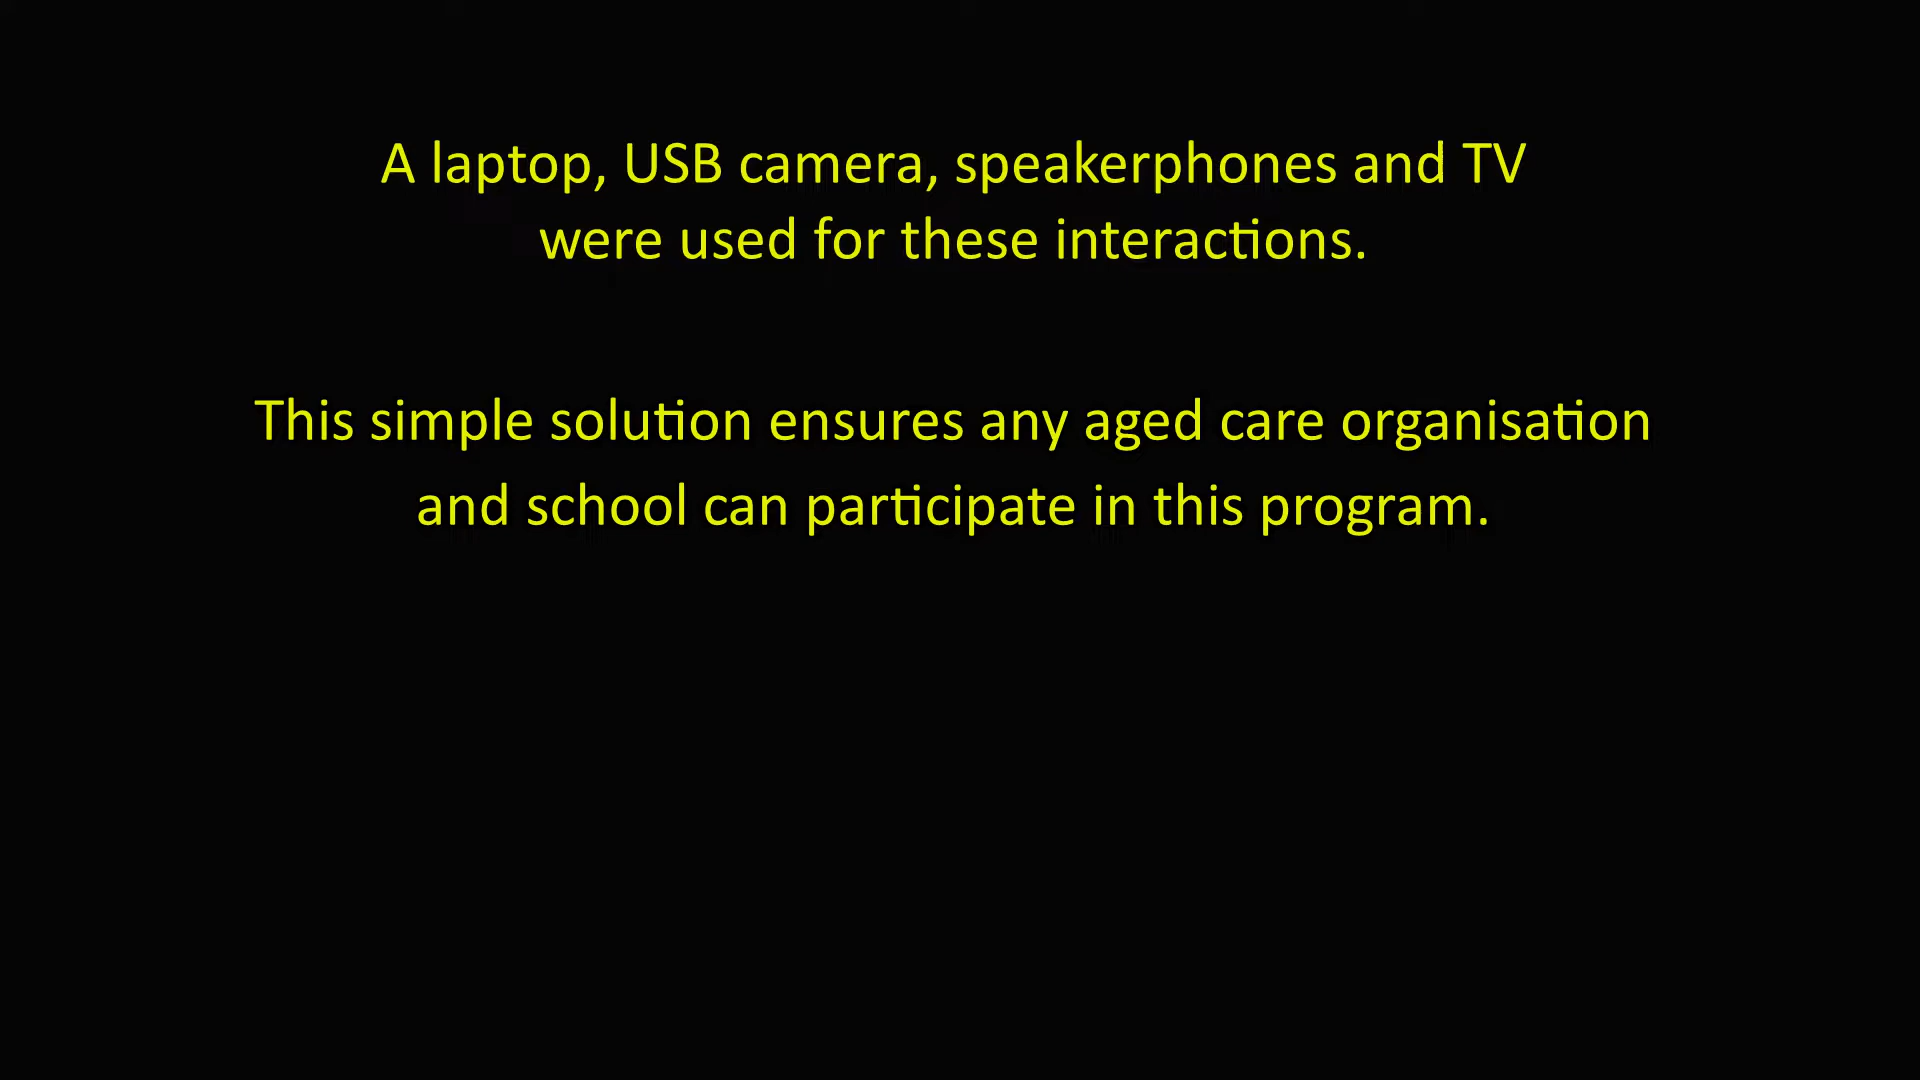 A laptop, USB camera, speakerphones and TV
were used for these interactions.
This simple solution ensures any aged care organisation
and school can participate in this program.